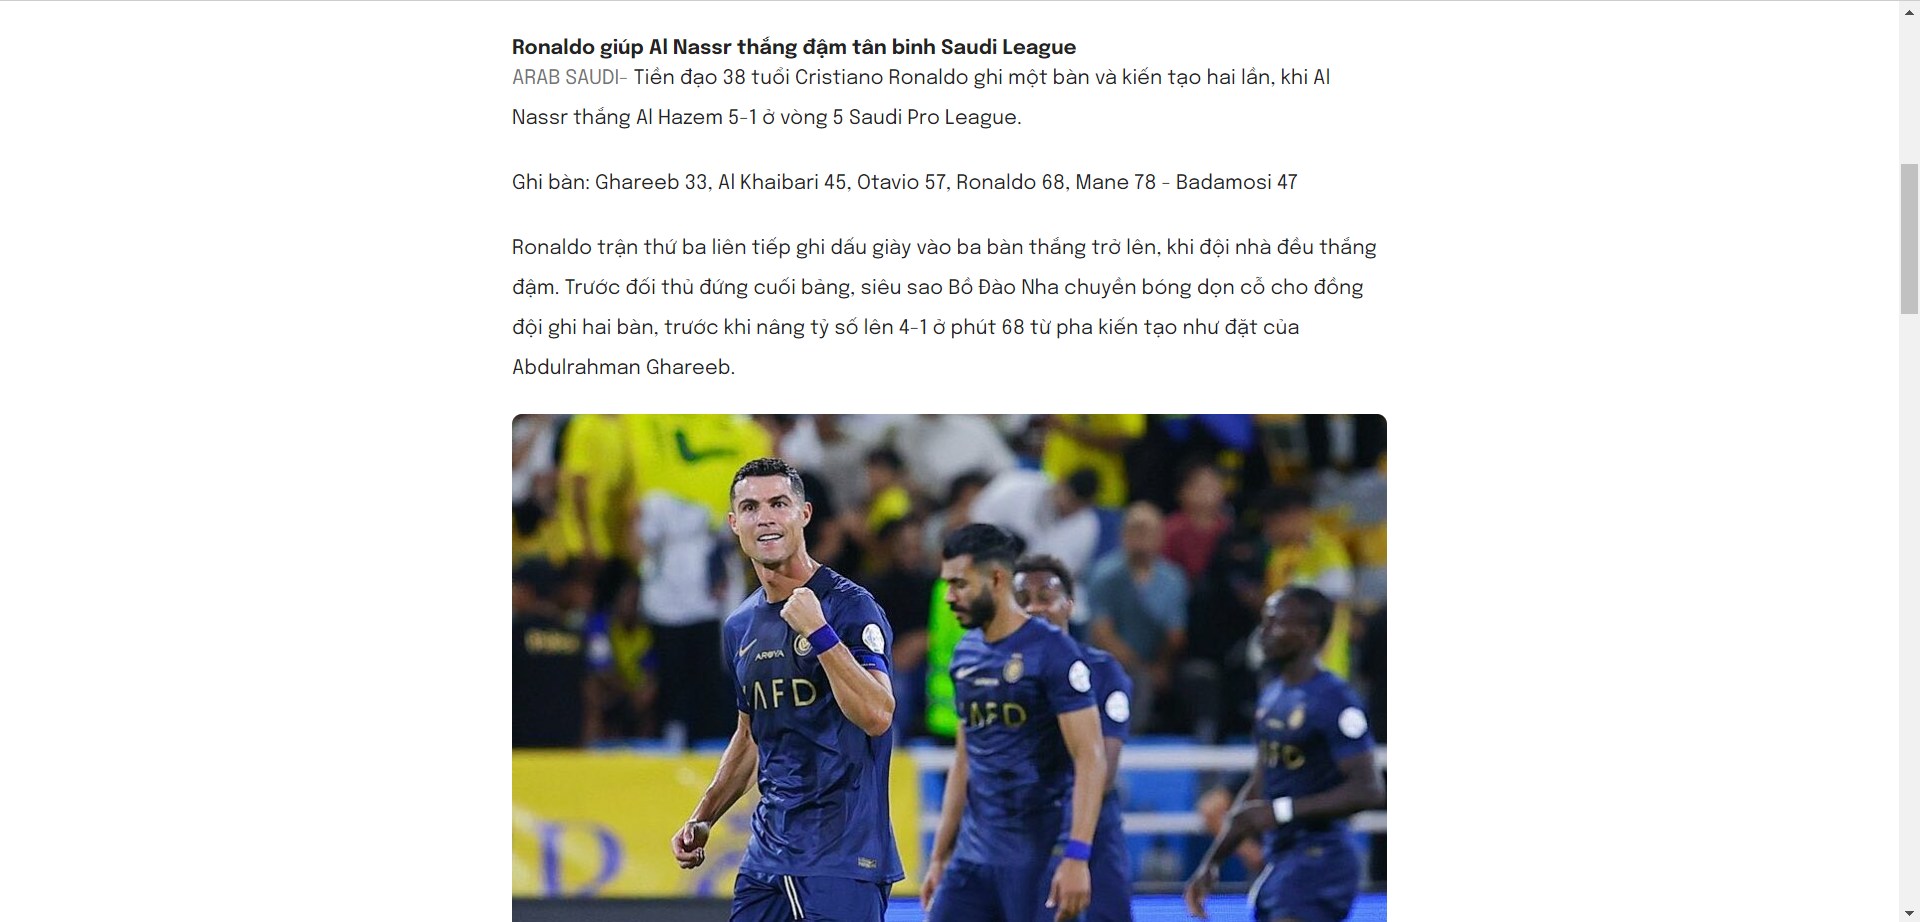 Ronaldo giúp Al Nassr thắng đậm tân binh Saudi League
ARAB SAUDI- Tiền đạo 38 tuổi Cristiano Ronaldo ghi một bàn và kiến tạo hai lần, khi Al
Nassr thắng Al Hazem 5-1 ở vòng 5 Saudi Pro League.
Ghi bàn: Ghareeb 33, Al Khaibari 45, Otavio 57, Ronaldo 68, Mane 78 - Badamosi 47
Ronaldo trận thứ ba liên tiếp ghi dấu giày vào ba bàn thắng trở lên, khi đội nhà đều thắng
đậm. Trước đối thủ đứng cuối bảng, siêu sao Bồ Đào Nha chuyền bóng dọn cỗ cho đồng
đội ghi hai bàn, trước khi nâng tỷ số lên 4-1 ở phút 68 từ pha kiến tạo như đặt của
Abdulrahman Ghareeb.
AROYA
AFD
AFD